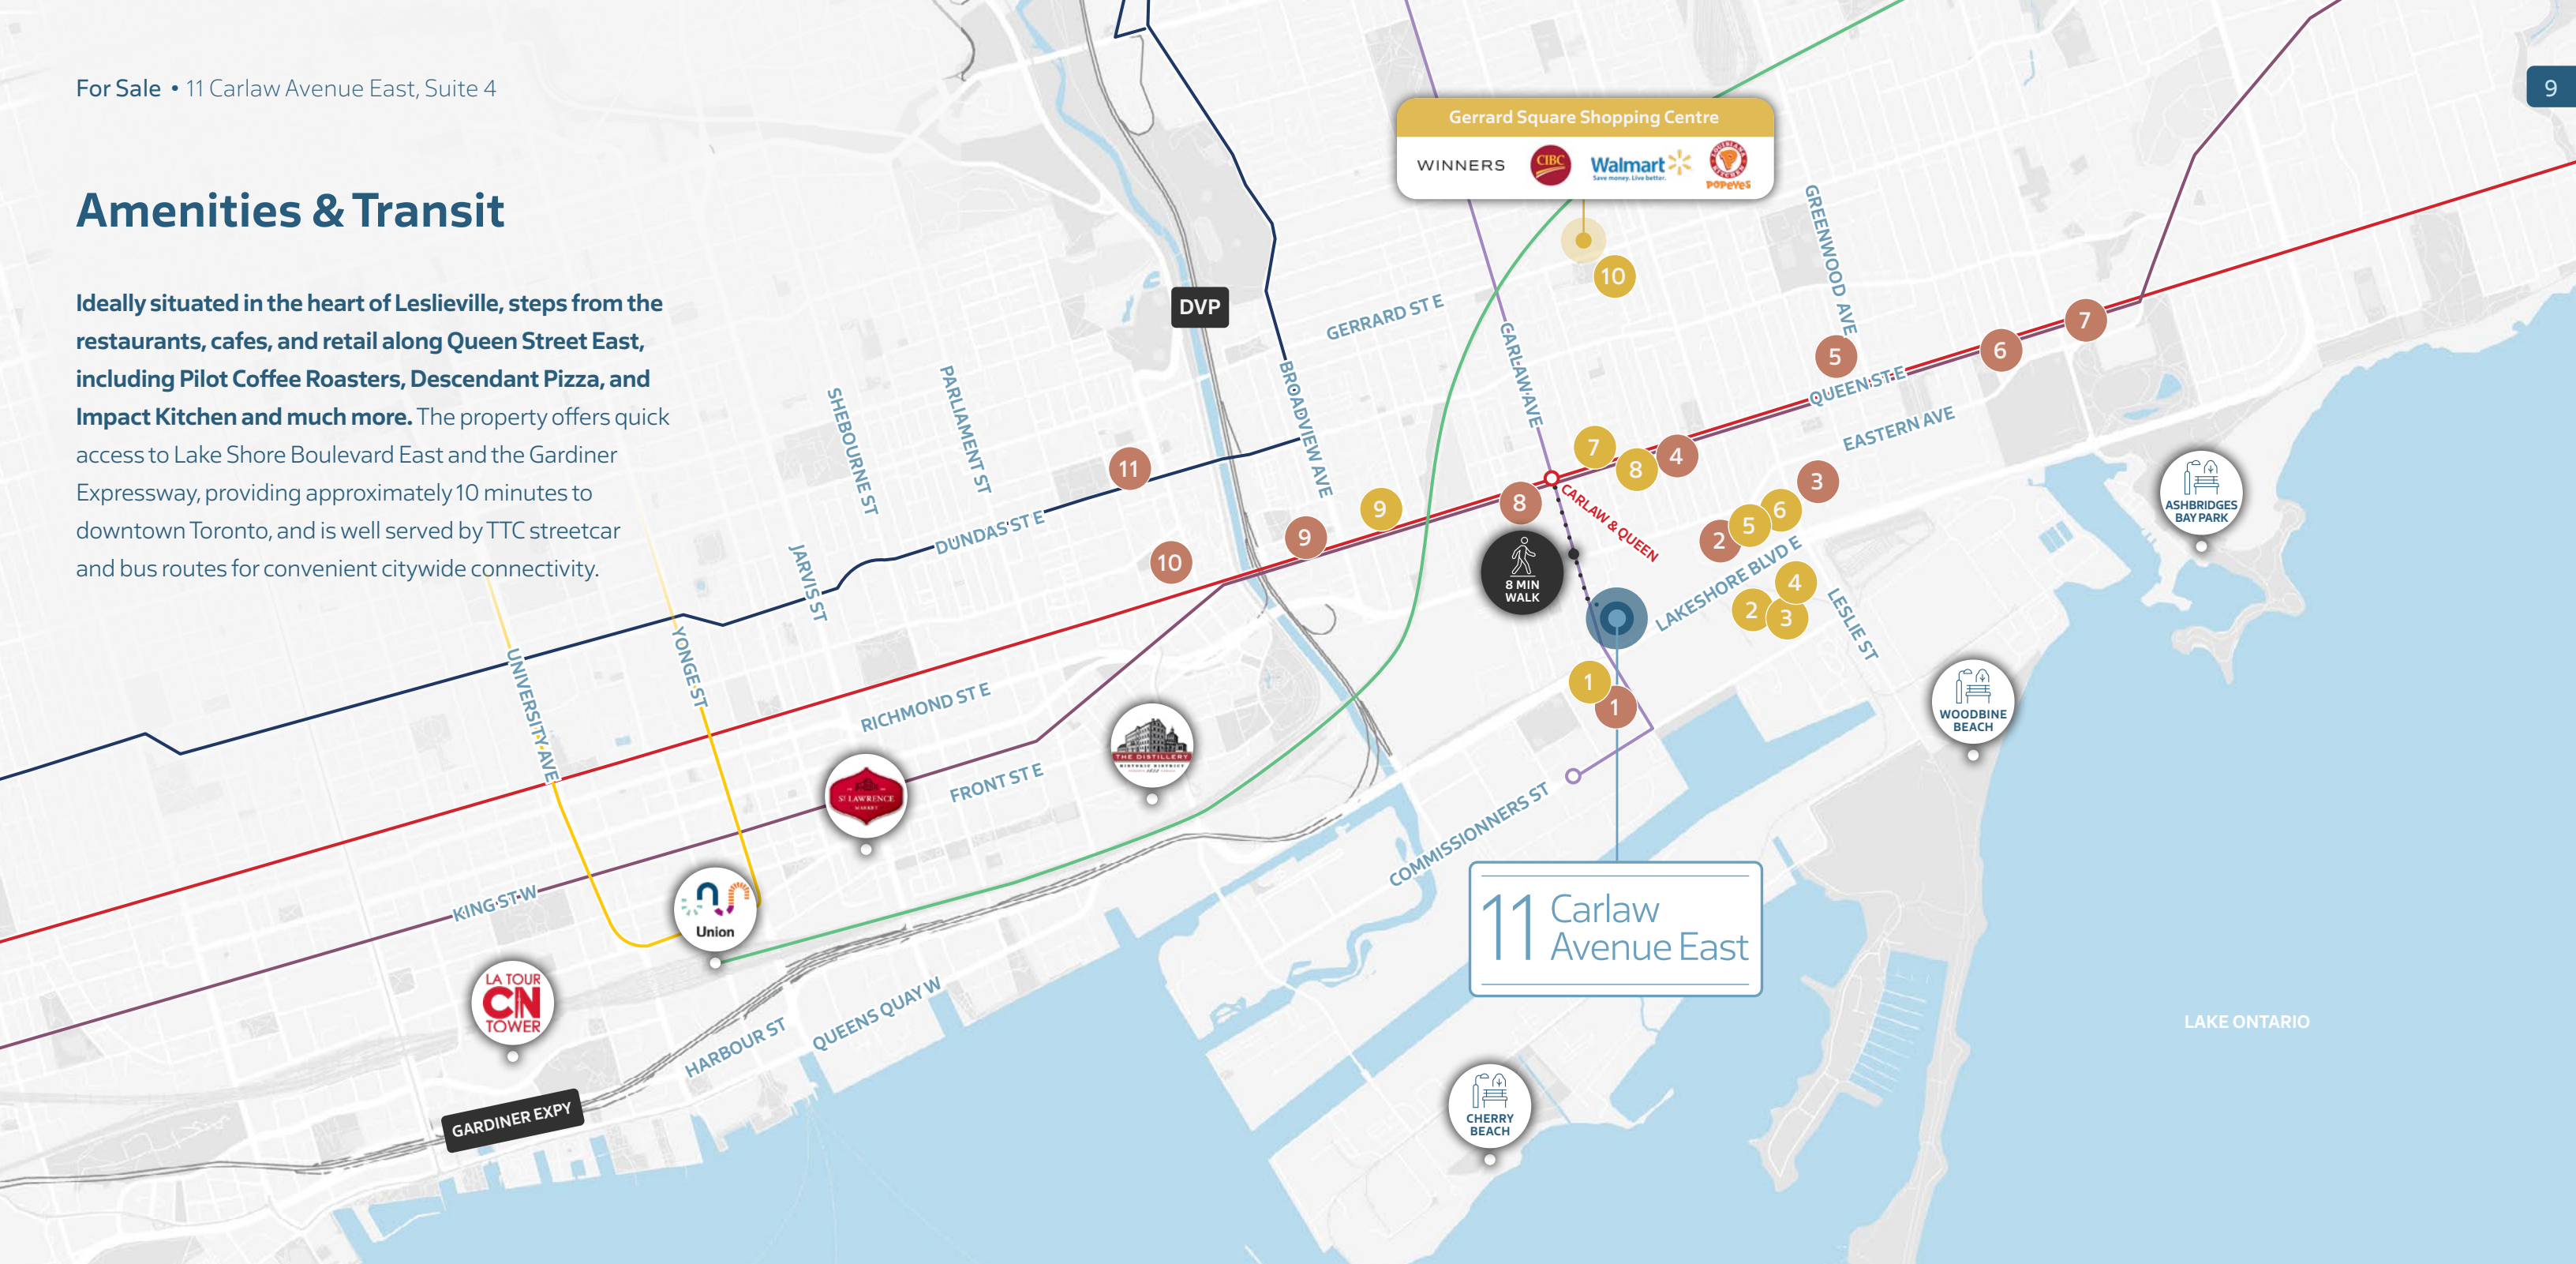 For Sale • 11 Carlaw Avenue East, Suite 4
9
Amenities & Transit
Ideally situated in the heart of Leslieville, steps from the
restaurants, cafes, and retail along Queen Street East,
including Pilot Coffee Roasters, Descendant Pizza, and
Impact Kitchen and much more. The property offers quick
access to Lake Shore Boulevard East and the Gardiner
Expressway, providing approximately 10 minutes to
downtown Toronto, and is well served by TTC streetcar
and bus routes for convenient citywide connectivity.
Gerrard Square Shopping Centre
WINNERS
CIBC
Walmart
Save money. Live better.
LOUISIANA
KITCHEN
POPEYES
10
DVP
GERRARD ST E
CARLAW AVE
GREENWOOD AVE
BROADVIEW AVE
PARLIAMENT ST
SHEBOURNE ST
JARVIS ST
DUNDAS ST E
QUEEN ST E
EASTERN AVE
7
6
5
7
8
4
3
11
9
8
CARLAW & QUEEN
6
5
2
9
10
8 MIN
WALK
LAKESHORE BLVD E
4
2
3
LESLIE ST
1
1
ASHBRIDGES
BAY PARK
WOODBINE
BEACH
UNIVERSITY AVE
YONGE ST
RICHMOND ST E
FRONT ST E
THE DISTILLERY
HISTORIC DISTRICT
ST LAWRENCE
MARKET
KING ST W
Union
LA TOUR
CN
TOWER
COMMISSIONNERS ST
11 Carlaw
Avenue East
QUEENS QUAY W
HARBOUR ST
GARDINER EXPY
CHERRY
BEACH
LAKE ONTARIO